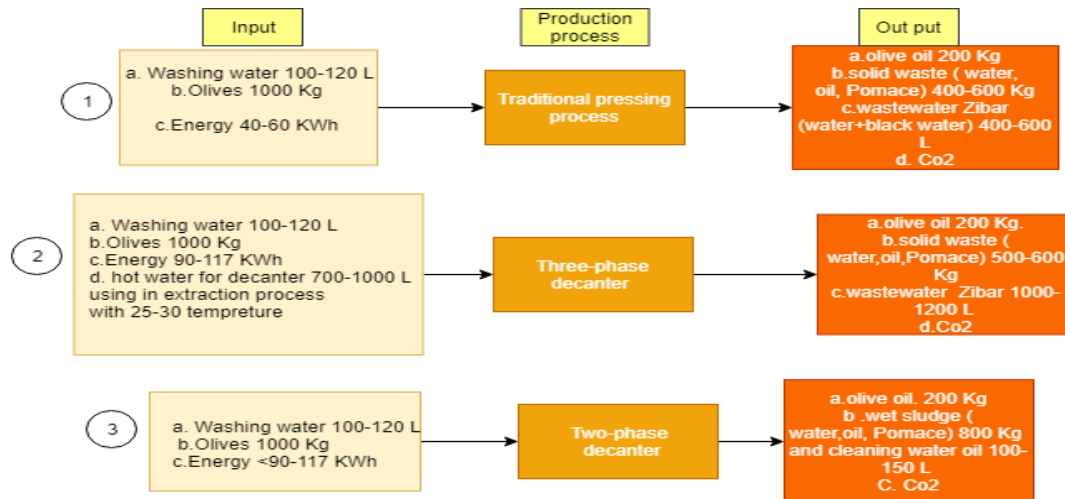 Input
Production
process
Out put
1
a. Washing water 100-120 L
b.Olives 1000 Kg
c.Energy 40-60 KWh
Traditional pressing
process
a.olive oil 200 Kg
b.solid waste ( water,
oil, Pomace) 400-600 Kg
c.wastewater Zibar
(water+black water) 400-600
L
d. Co2
2
a. Washing water 100-120 L
b.Olives 1000 Kg
c.Energy 90-117 KWh
d. hot water for decanter 700-1000 L
using in extraction process
with 25-30 tempreture
Three-phase
decanter
a.olive oil 200 Kg.
b.solid waste (
water,oil,Pomace) 500-600
Kg
c.wastewater Zibar 1000-
1200 L
d.Co2
3
a. Washing water 100-120 L
b.Olives 1000 Kg
c.Energy <90-117 KWh
Two-phase
decanter
a.olive oil. 200 Kg
b .wet sludge (
water,oil, Pomace) 800 Kg
and cleaning water oil 100-
150 L
C. Co2